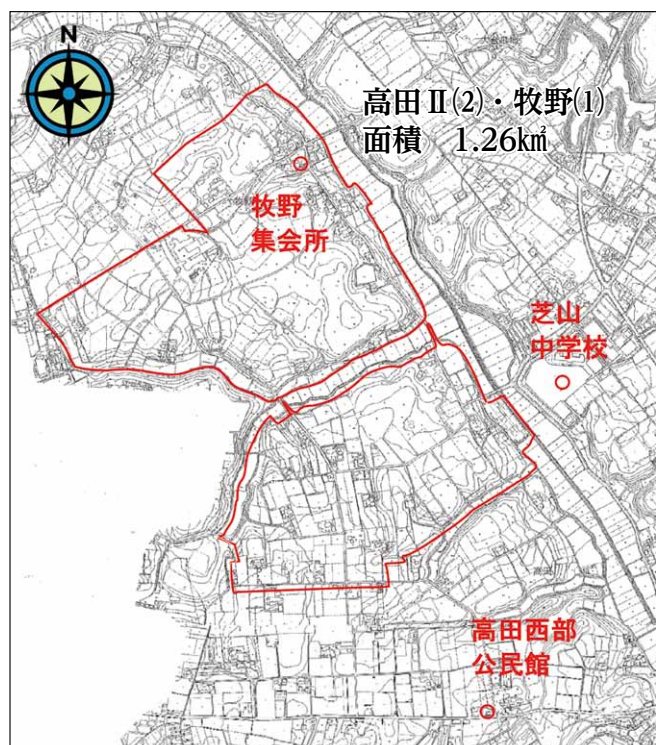 N
高田Ⅱ(2)・牧野(1)
面積　1.26㎢
牧野
集会所
芝山
中学校
高田西部
公民館